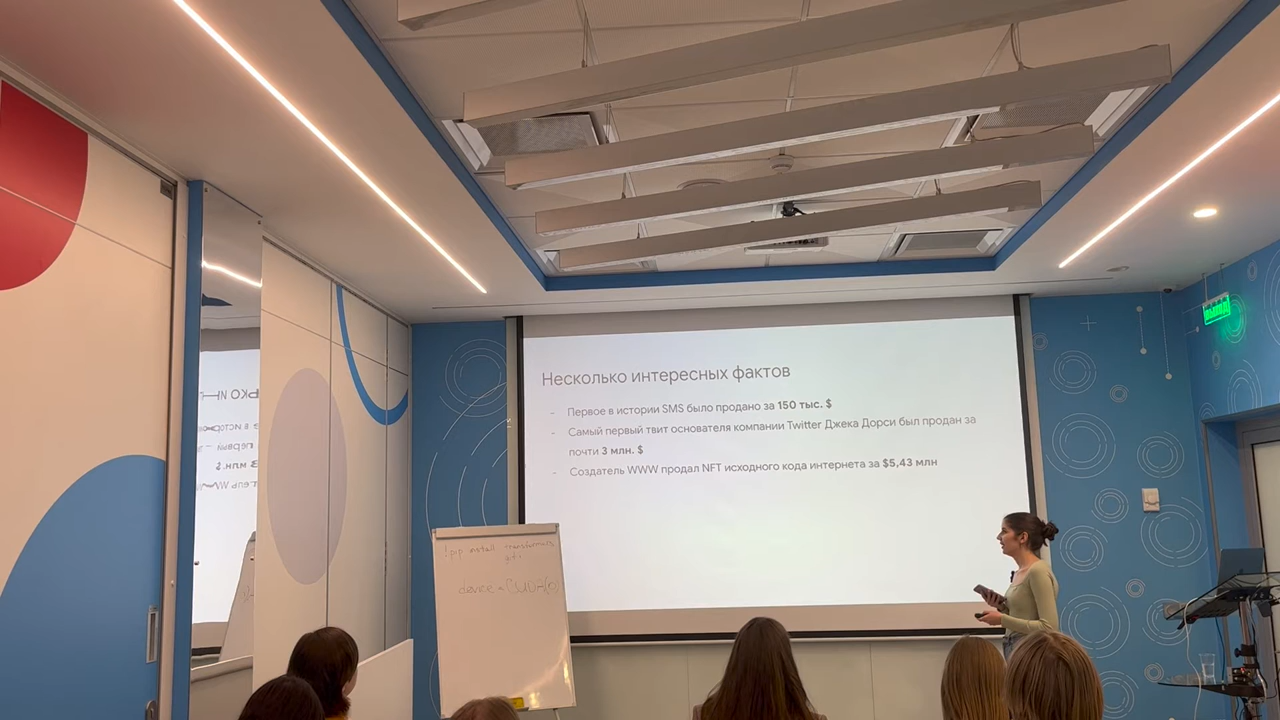 Несколько интересных фактов
- Первое в истории SMS было продано за 150 тыс. $
- Самый первый твит основателя компании Twitter Джека Дорси был продан за
почти 3 млн. $
- Создатель WWW продал NFT исходного кода интернета за $5,43 млн
!pip install transformers
device =
ВЫХОД